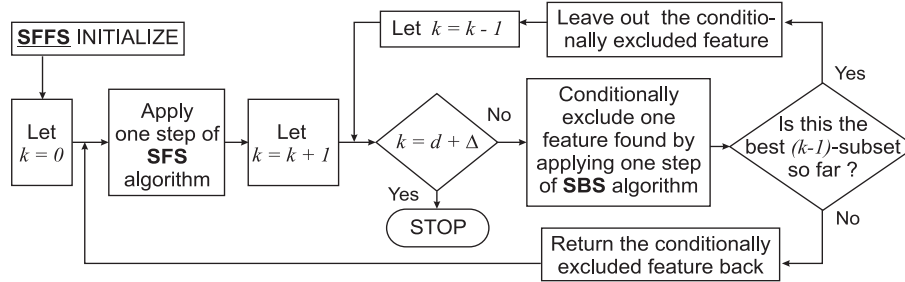 SFFS INITIALIZE
Let
k = 0
Apply
one step of
SFS
algorithm
Let
k = k + 1
Let k = k - 1
Leave out the conditio-
nally excluded feature
k = d + Δ
No
Yes
STOP
Conditionally
exclude one
feature found by
applying one step
of SBS algorithm
Yes
Is this the
best (k-1)-subset
so far ?
No
Return the conditionally
excluded feature back